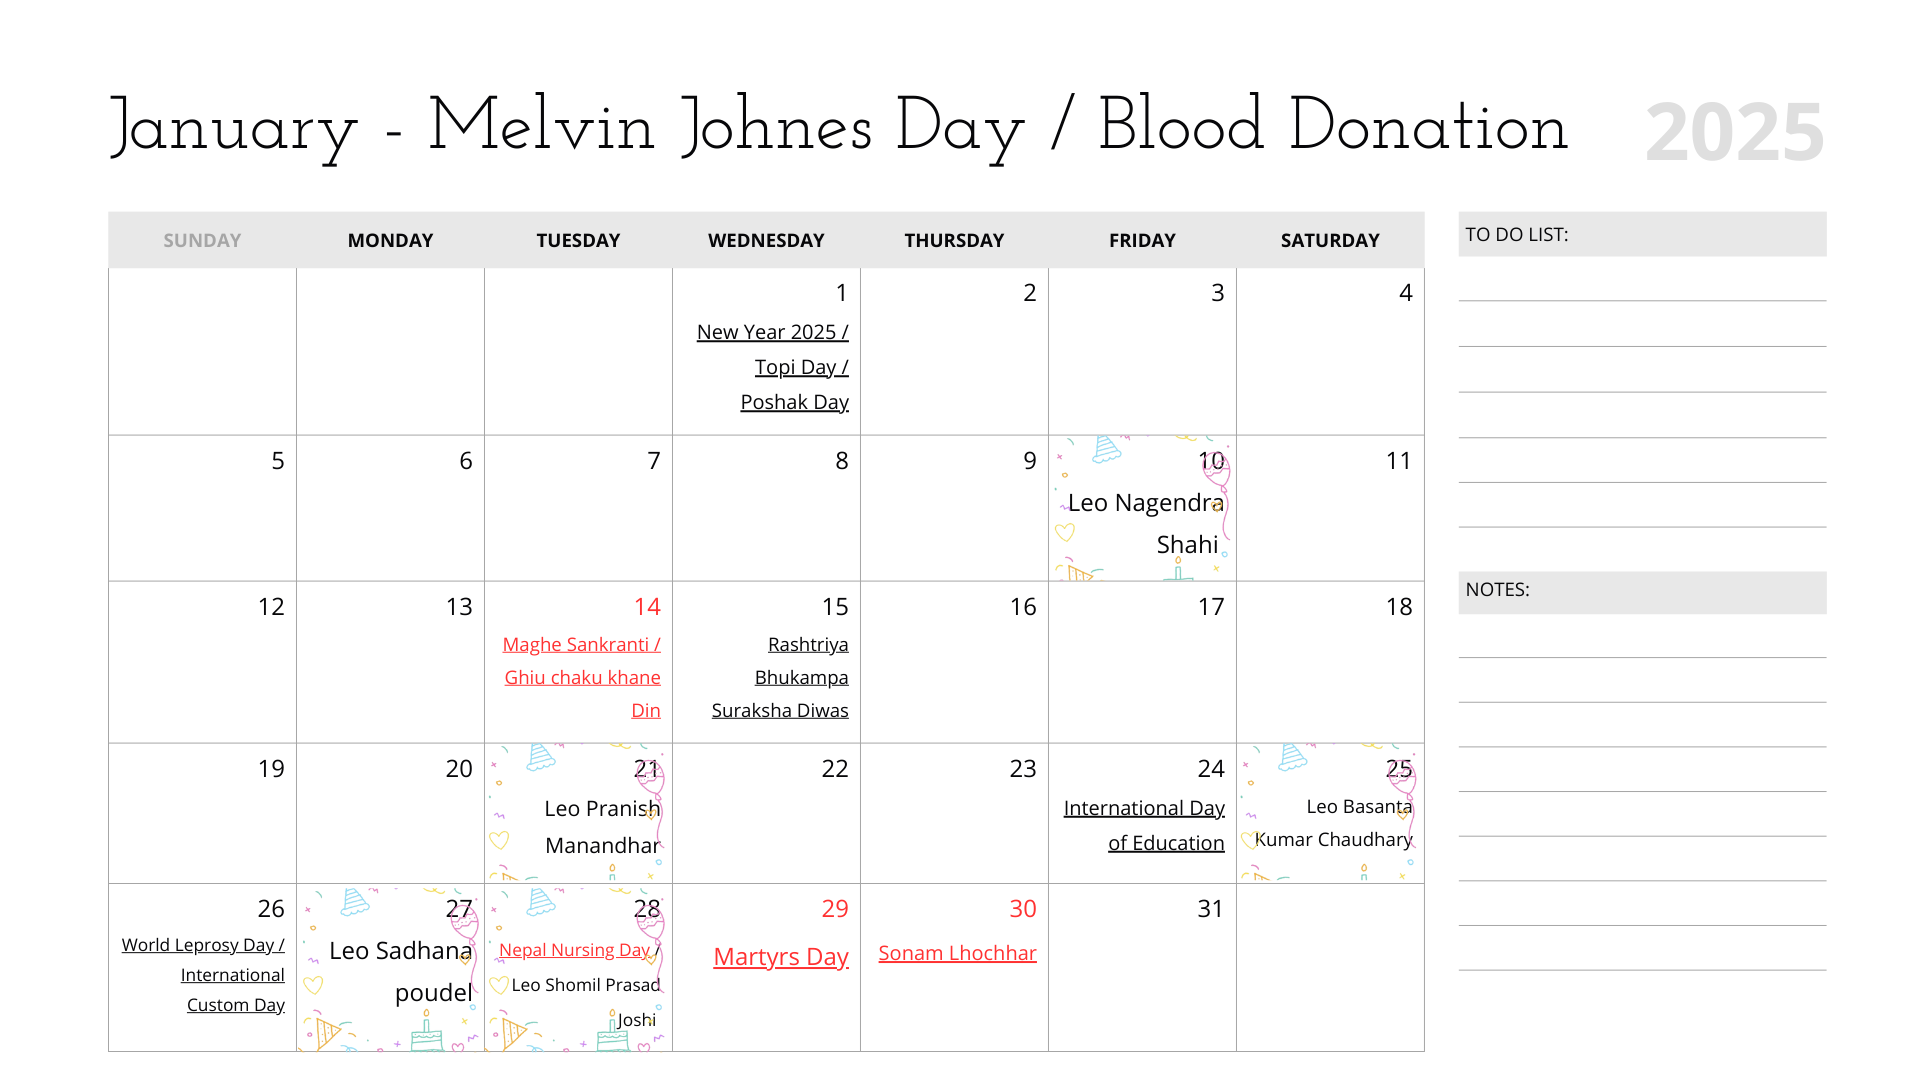 January - Melvin Johnes Day / Blood Donation
2025
SUNDAY
MONDAY
TUESDAY
WEDNESDAY
THURSDAY
FRIDAY
SATURDAY
1
New Year 2025 /
Topi Day /
Poshak Day
2
3
4
5
6
7
8
9
10
Leo Nagendra
Shahi
11
12
13
14
Maghe Sankranti /
Ghiu chaku khane
Din
15
Rashtriya
Bhukampa
Suraksha Diwas
16
17
18
19
20
21
Leo Pranish
Manandhar
22
23
24
International Day
of Education
25
Leo Basanta
Kumar Chaudhary
26
World Leprosy Day /
International
Custom Day
27
Leo Sadhana
poudel
28
Nepal Nursing Day /
Leo Shomil Prasad
Joshi
29
Martyrs Day
30
Sonam Lhochhar
31
TO DO LIST:
NOTES: